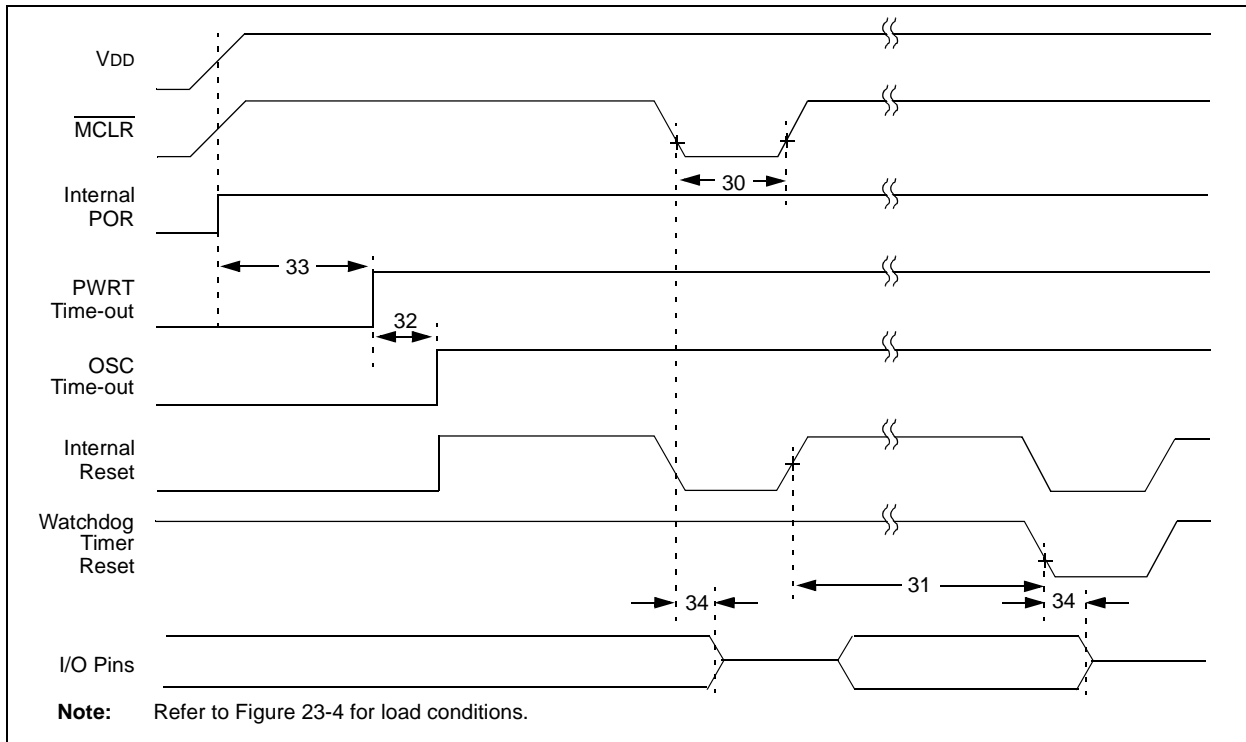 VDD
MCLR
30
Internal
POR
33
PWRT
Time-out
32
OSC
Time-out
Internal
Reset
Watchdog
Timer
Reset
31
34
34
I/O Pins
Note: Refer to Figure 23-4 for load conditions.